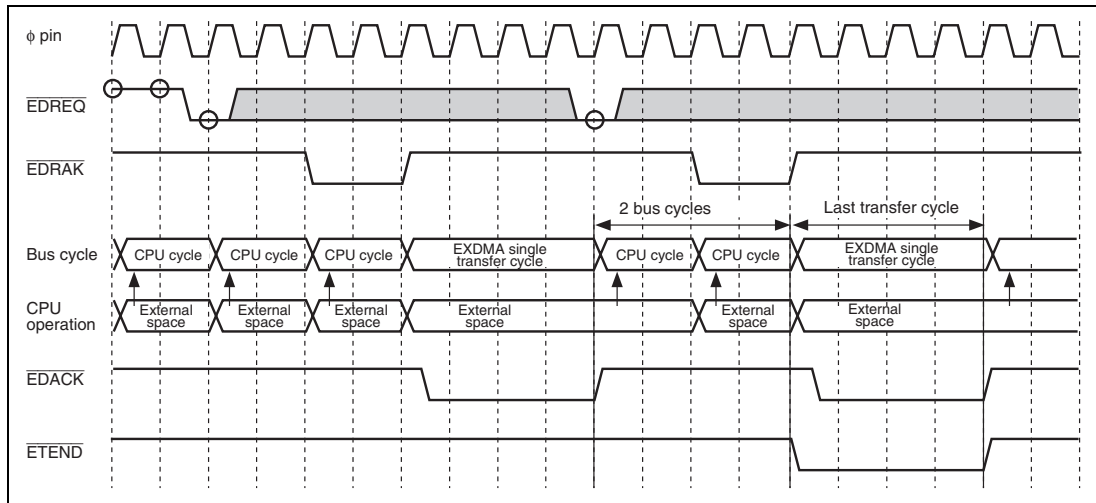 ϕ pin
EDREQ
EDRAK
2 bus cycles Last transfer cycle
Bus cycle CPU cycle CPU cycle CPU cycle EXDMA single transfer cycle CPU cycle CPU cycle EXDMA single transfer cycle
CPU operation External space External space External space External space External space External space
EDACK
ETEND